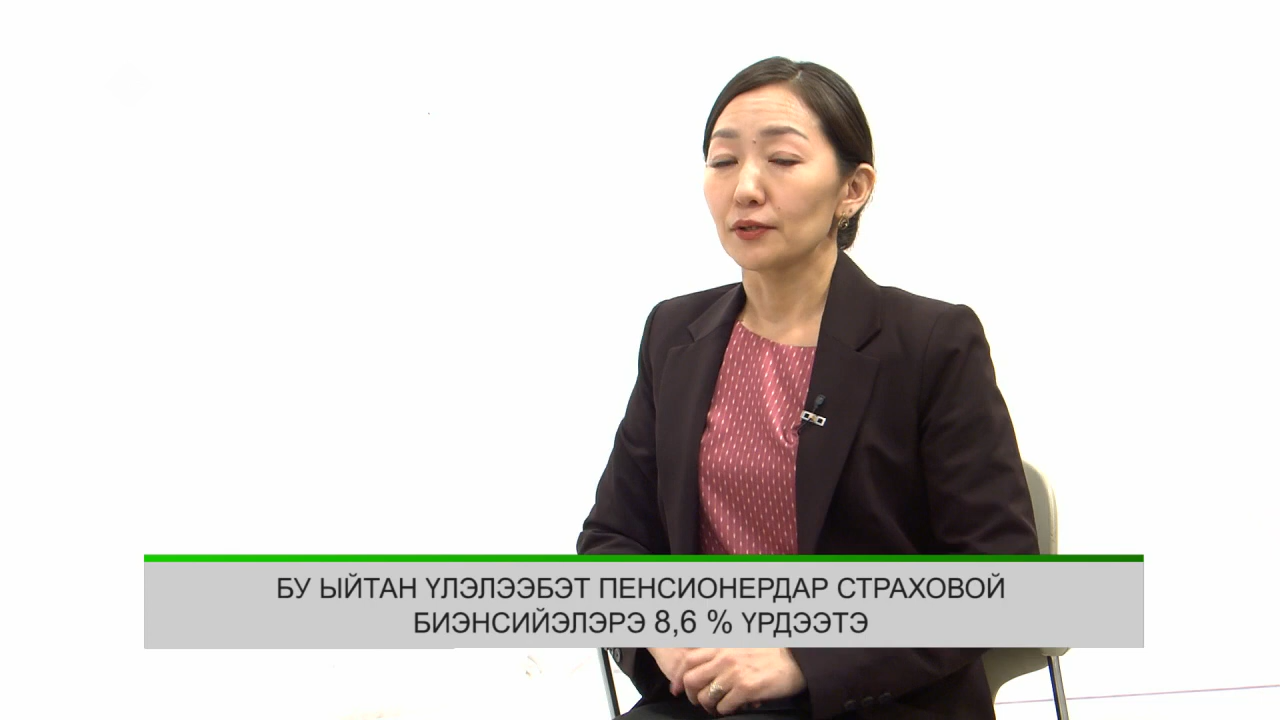 БУ ЫЙТАН ҮЛЭЛЭЭБЭТ ПЕНСИОНЕРДАР СТРАХОВОЙ
БИЭНСИЙЭЛЭРЭ 8,6 % ҮРДЭЭТЭ